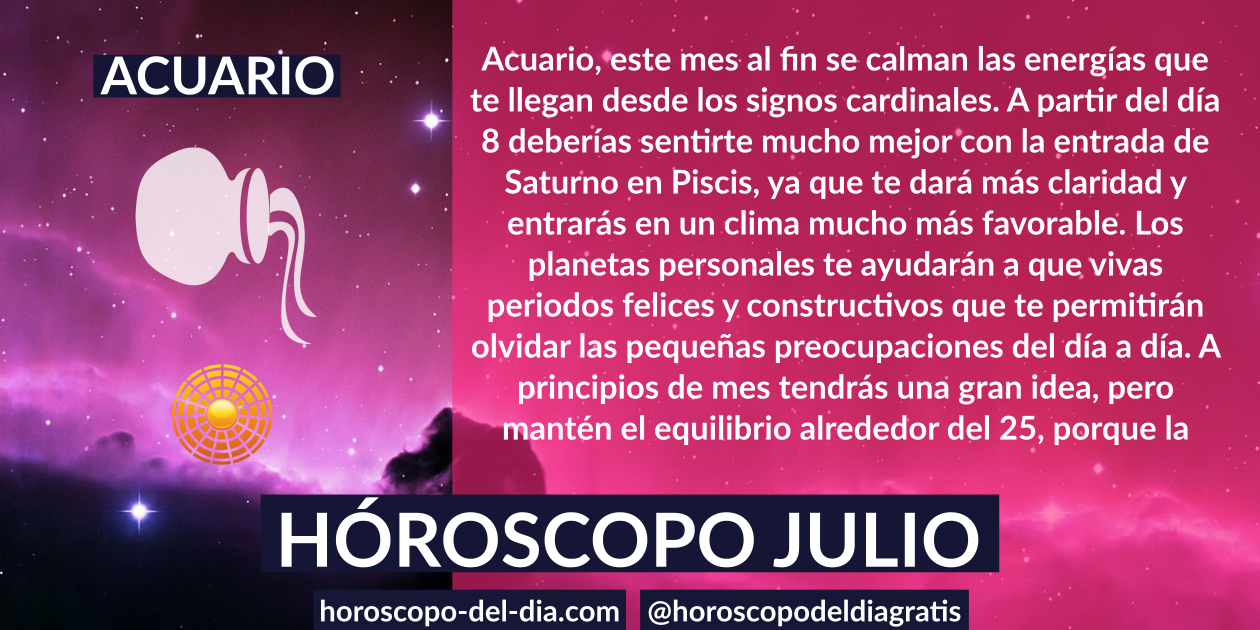 ACUARIO
Acuario, este mes al fin se calman las energías que
te llegan desde los signos cardinales. A partir del día
8 deberías sentirte mucho mejor con la entrada de
Saturno en Piscis, ya que te dará más claridad y
entrarás en un clima mucho más favorable. Los
planetas personales te ayudarán a que vivas
periodos felices y constructivos que te permitirán
olvidar las pequeñas preocupaciones del día a día. A
principios de mes tendrás una gran idea, pero
mantén el equilibrio alrededor del 25, porque la
HÓROSCOPO JULIO
horoscopo-del-dia.com
@horoscopodeldiagratis